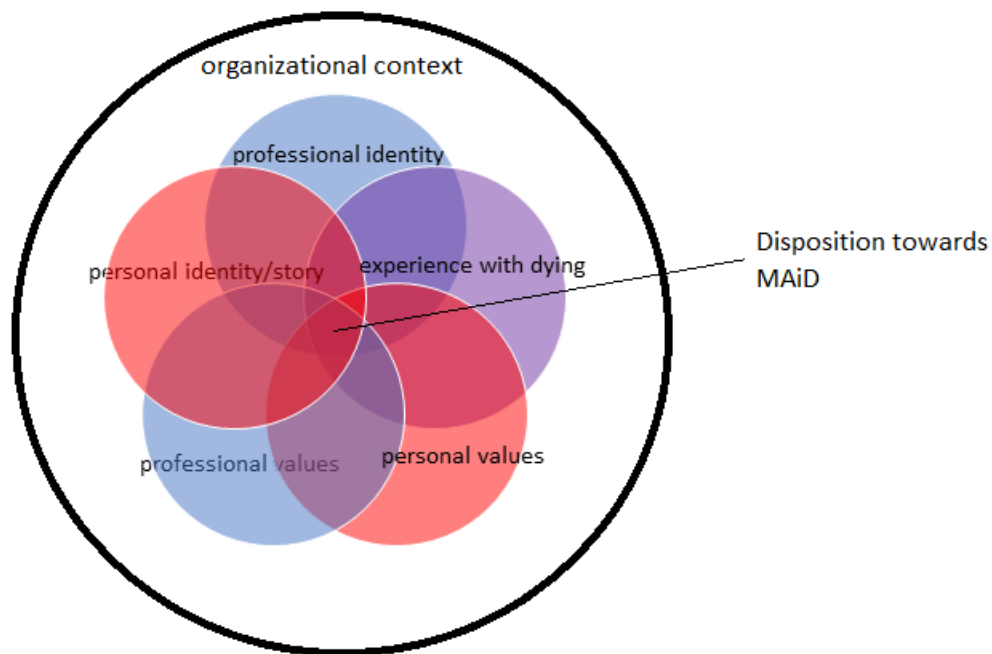 organizational context
professional identity
personal identity/story
experience with dying
professional values
personal values
Disposition towards
MAiD